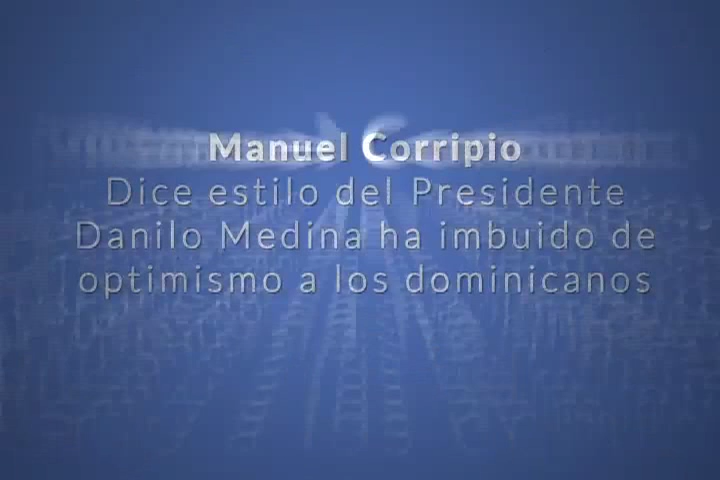 Manuel Corripio
Dice estilo del Presidente
Danilo Medina ha imbuido de
optimismo a los dominicanos